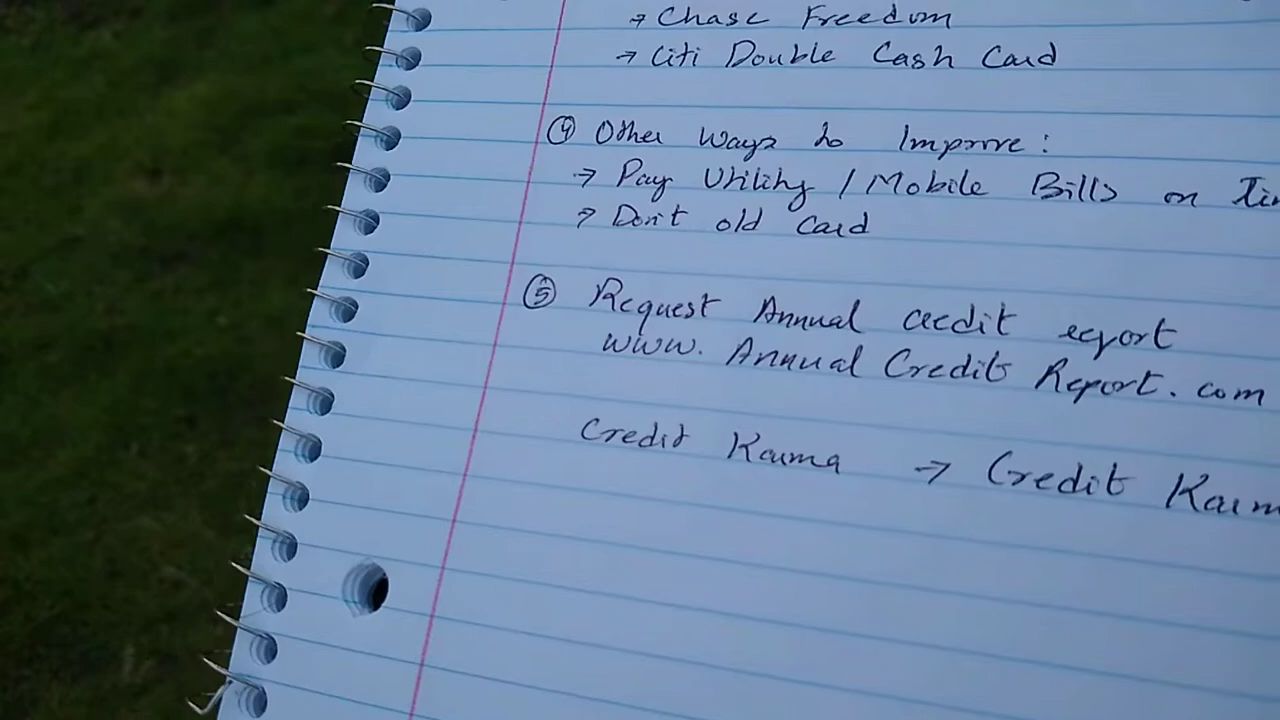 → Chase Freedom
→ Citi Double Cash Card
④ Other Ways to Improve:
→ Pay Utility / Mobile Bills on
→ Don't old Card
⑤ Request Annual credit report
www. Annual Credit Report. com
Credit Karma → Credit